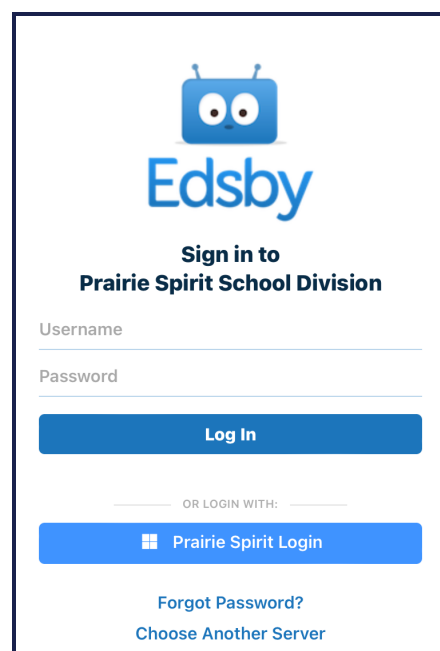 Edsby
Sign in to
Prairie Spirit School Division
Username
Password
Log In
OR LOGIN WITH:
Prairie Spirit Login
Forgot Password?
Choose Another Server